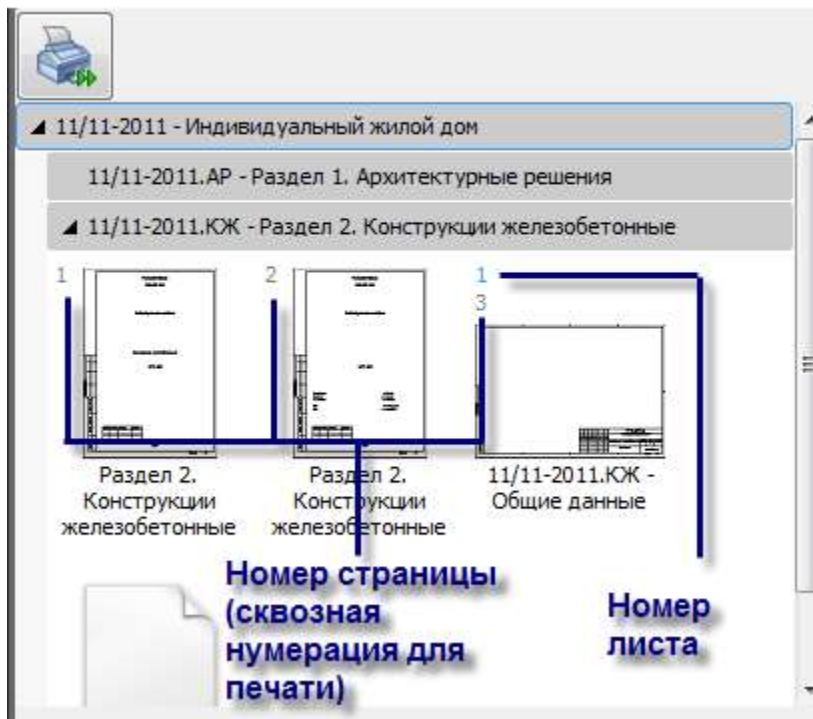 11/11-2011 - Индивидуальный жилой дом
11/11-2011.АР - Раздел 1. Архитектурные решения
11/11-2011.КЖ - Раздел 2. Конструкции железобетонные
1
2
1
3
Раздел 2.
Конструкции
железобетонные
Раздел 2.
Конструкции
железобетонные
11/11-2011.КЖ -
Общие данные
Номер страницы
(сквозная
нумерация для
печати)
Номер
листа